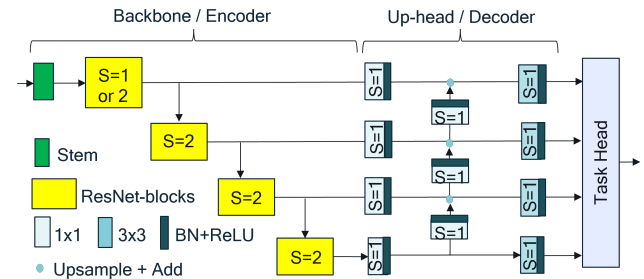 Backbone / Encoder
Up-head / Decoder
S=1
or 2
S=1
S=1
S=1
S=2
S=1
S=1
S=1
S=2
S=1
S=1
S=1
S=2
S=1
S=1
Task Head
Stem
ResNet-blocks
1x1
3x3
BN+ReLU
Upsample + Add